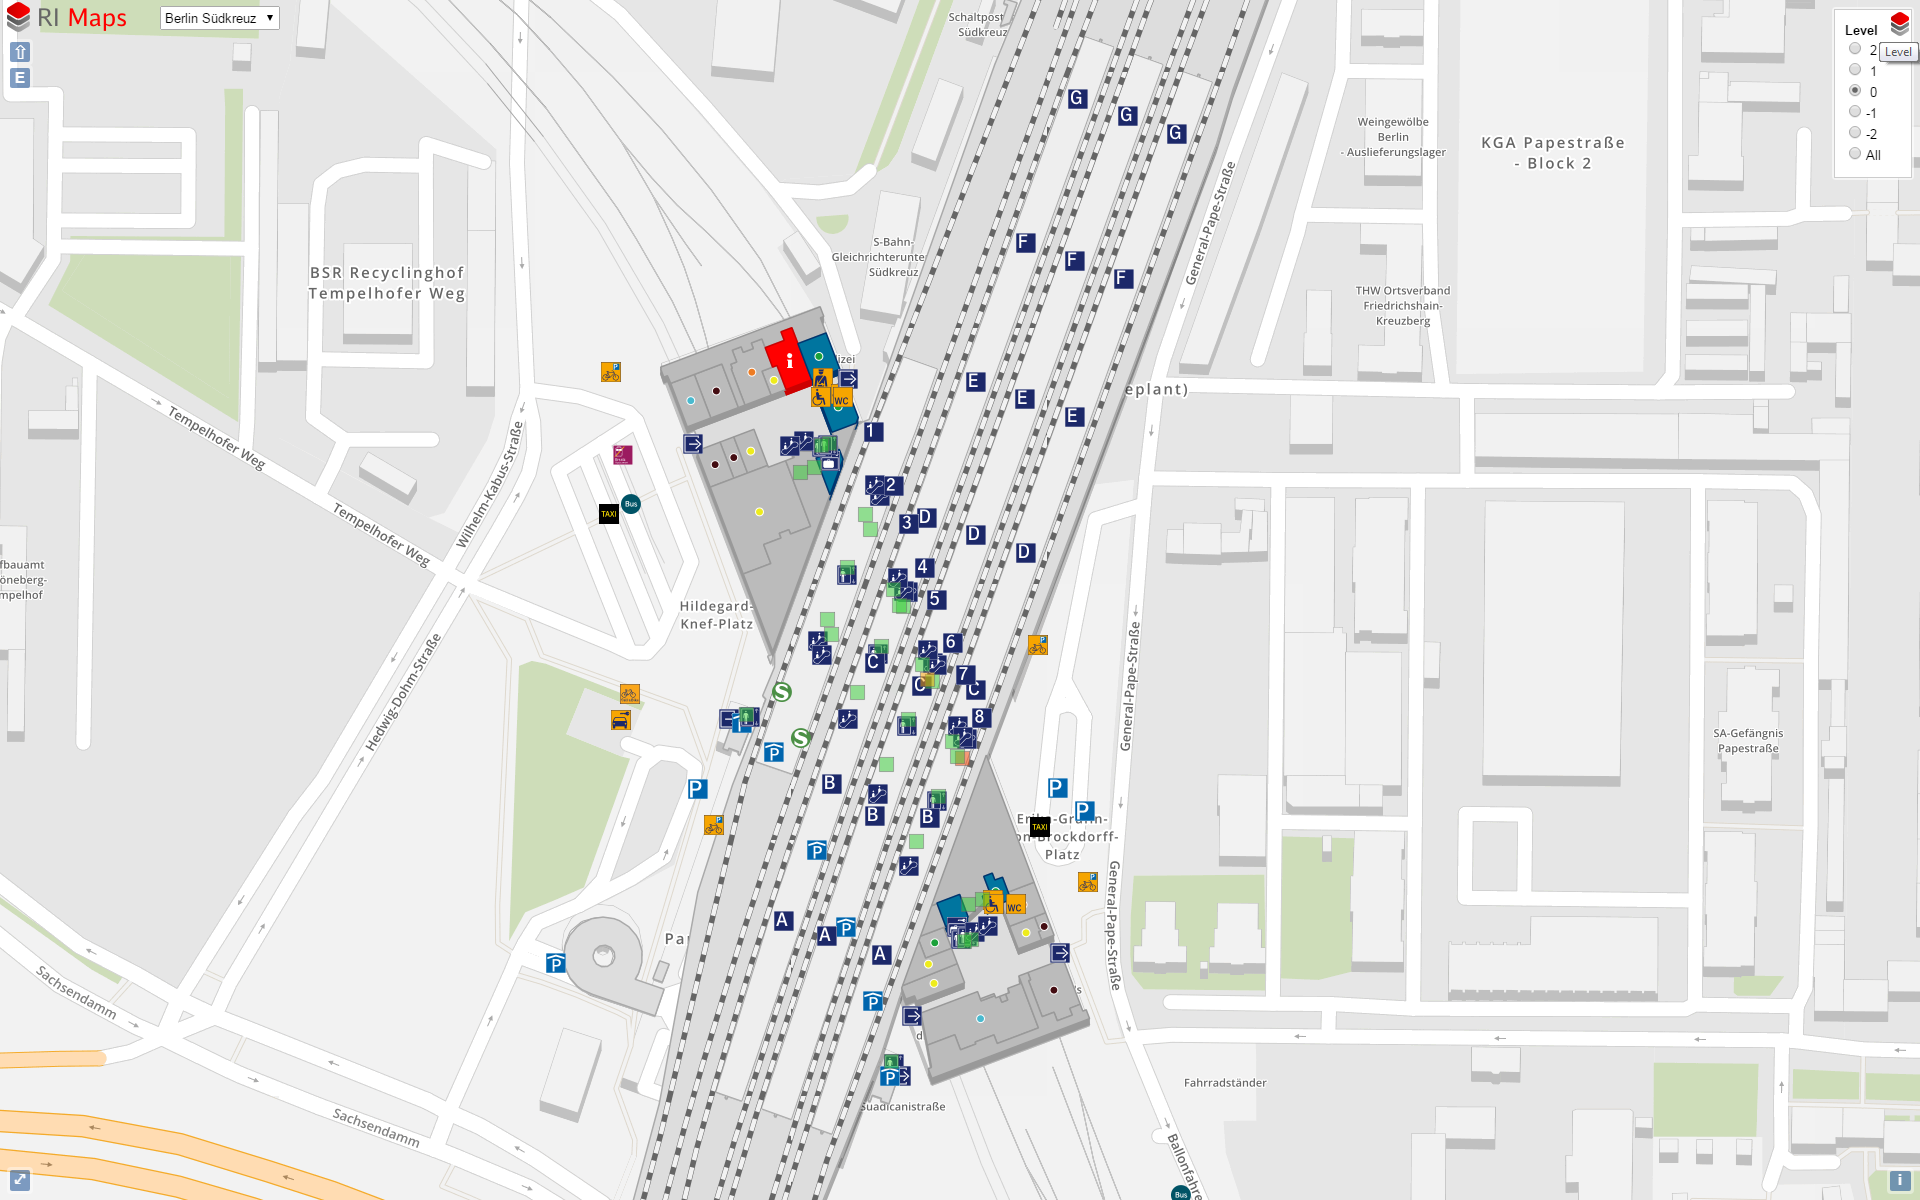 RI Maps
Berlin Südkreuz
E
Level
2
Level
1
0
-1
-2
All
Schaltpost
Südkreuz
G
G
G
Weingewölbe
Berlin
- Auslieferungslager
KGA Papestraße
- Block 2
General-Pape-Straße
S-Bahn-
Gleichrichterunte
Südkreuz
F
F
F
BSR Recyclinghof
Tempelhofer Weg
THW Ortsverband
Friedrichshain-
Kreuzberg
i
izei
WC
E
E
E
eplant)
1
Tempelhofer Weg
Wilhelm-Kabus-Straße
TAXI
Bus
Tempelhofer Weg
2
3
D
D
D
4
5
fbauamt
öneberg-
mpelhof
Hildegard-
Knef-Platz
6
C
C
7
C
8
S
S
P
P
P
P
P
Hedwig-Dohm-Straße
General-Pape-Straße
SA-Gefängnis
Papestraße
B
B
B
TAXI
Platz
P
WC
General-Pape-Straße
A
A
P
A
Pa
P
P
Sachsendamm
d
's
P
Suadicanistraße
Fahrradständer
Sachsendamm
Ballonfahre
Bus
i